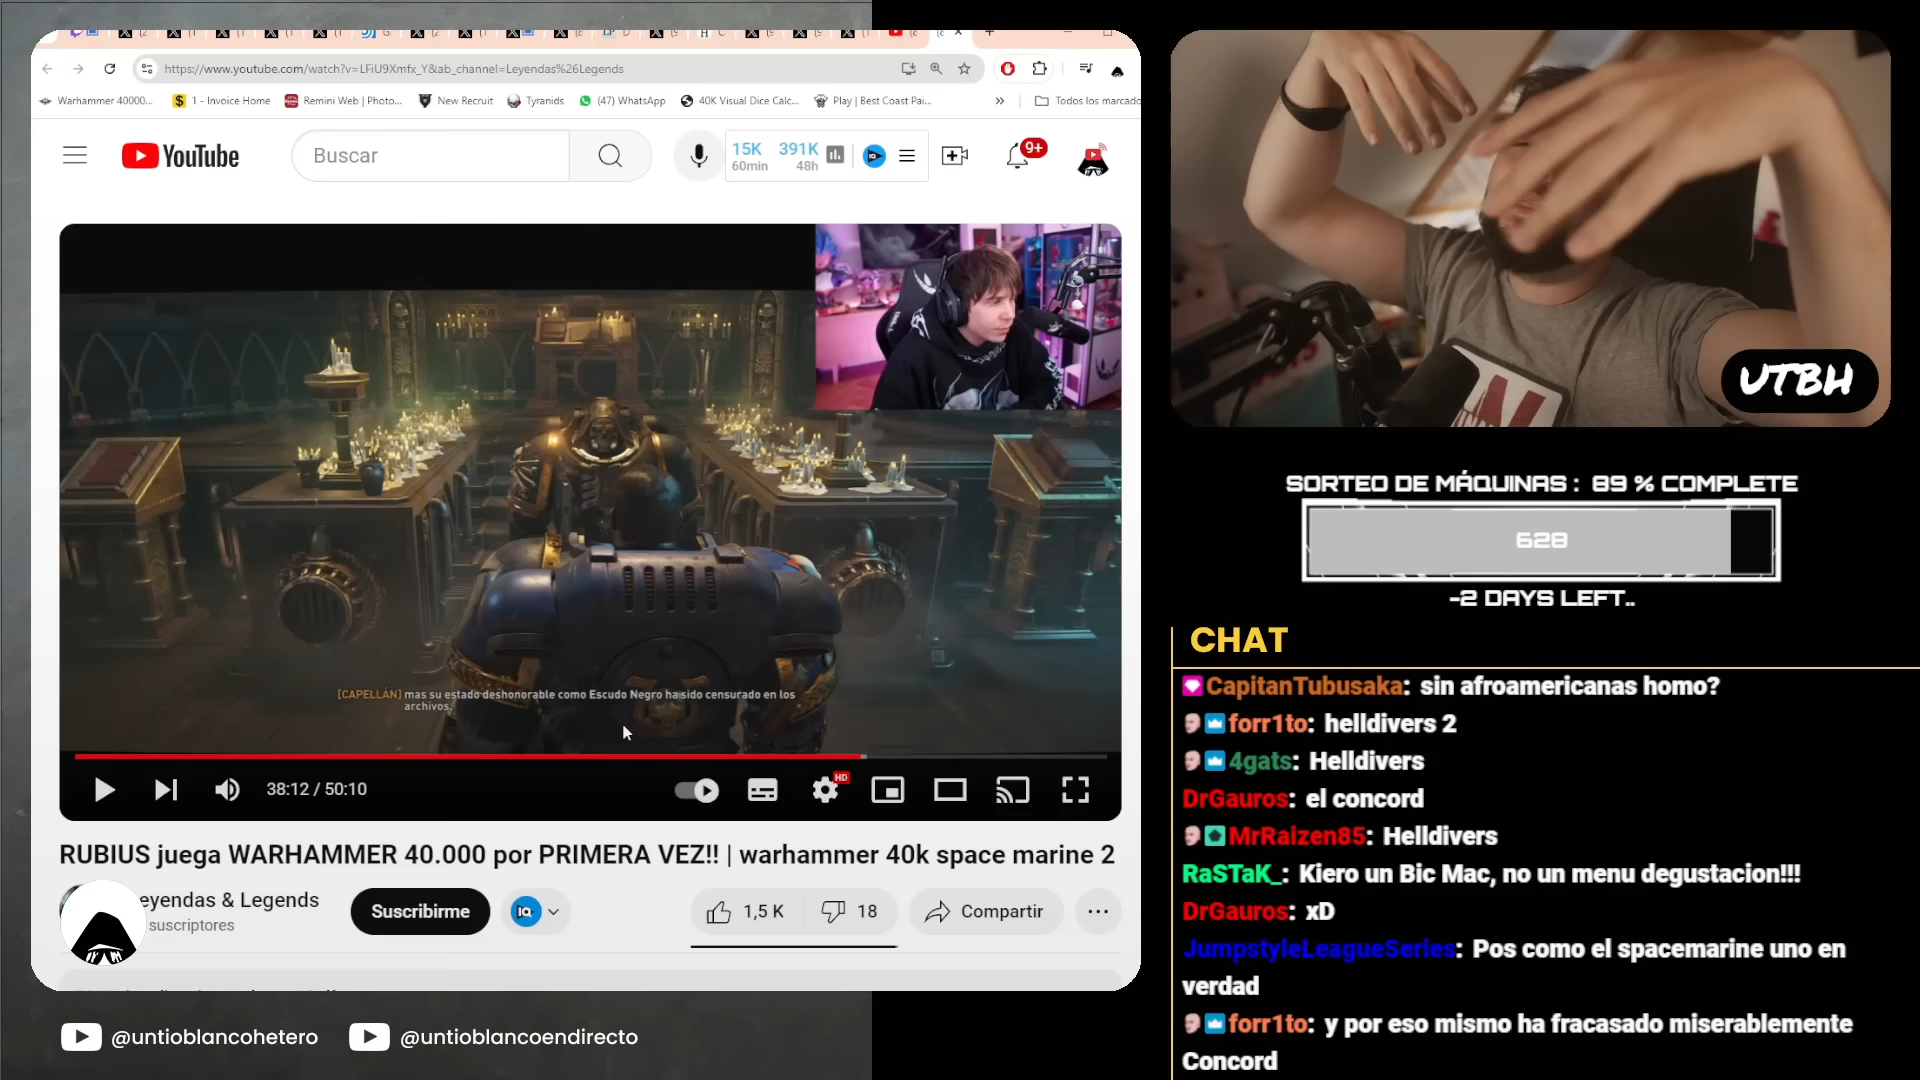 https://www.youtube.com/watch?v=LFiU9Xmfx_Y&ab_channel=Leyendas%26Legends
Warhammer 40000...
1 - Invoice Home
Remini Web | Photo...
New Recruit
Tyranids
(47) WhatsApp
40K Visual Dice Calc...
Play | Best Coast Pai...
»
Todos los marcado
YouTube
Buscar
15K 391K
60min 48h
9+
UTBH
[CAPELLÁN] mas su estado deshonorable como Escudo Negro ha sido censurado en los
archivos.
38:12 / 50:10
HD
RUBIUS juega WARHAMMER 40.000 por PRIMERA VEZ!! | warhammer 40k space marine 2
eyendas & Legends
suscriptores
Suscribirme
1,5 K
18
Compartir
@untioblancohetero
@untioblancoendirecto
SORTEO DE MÁQUINAS : 89 % COMPLETE
628
-2 DAYS LEFT..
CHAT
CapitanTubusaka: sin afroamericanas homo?
forr1to: helldivers 2
4gats: Helldivers
DrGauros: el concord
MrRaizen85: Helldivers
RaSTaK_: Kiero un Bic Mac, no un menu degustacion!!!
DrGauros: xD
JumpstyleLeagueSeries: Pos como el spacemarine uno en
verdad
forr1to: y por eso mismo ha fracasado miserablemente
Concord